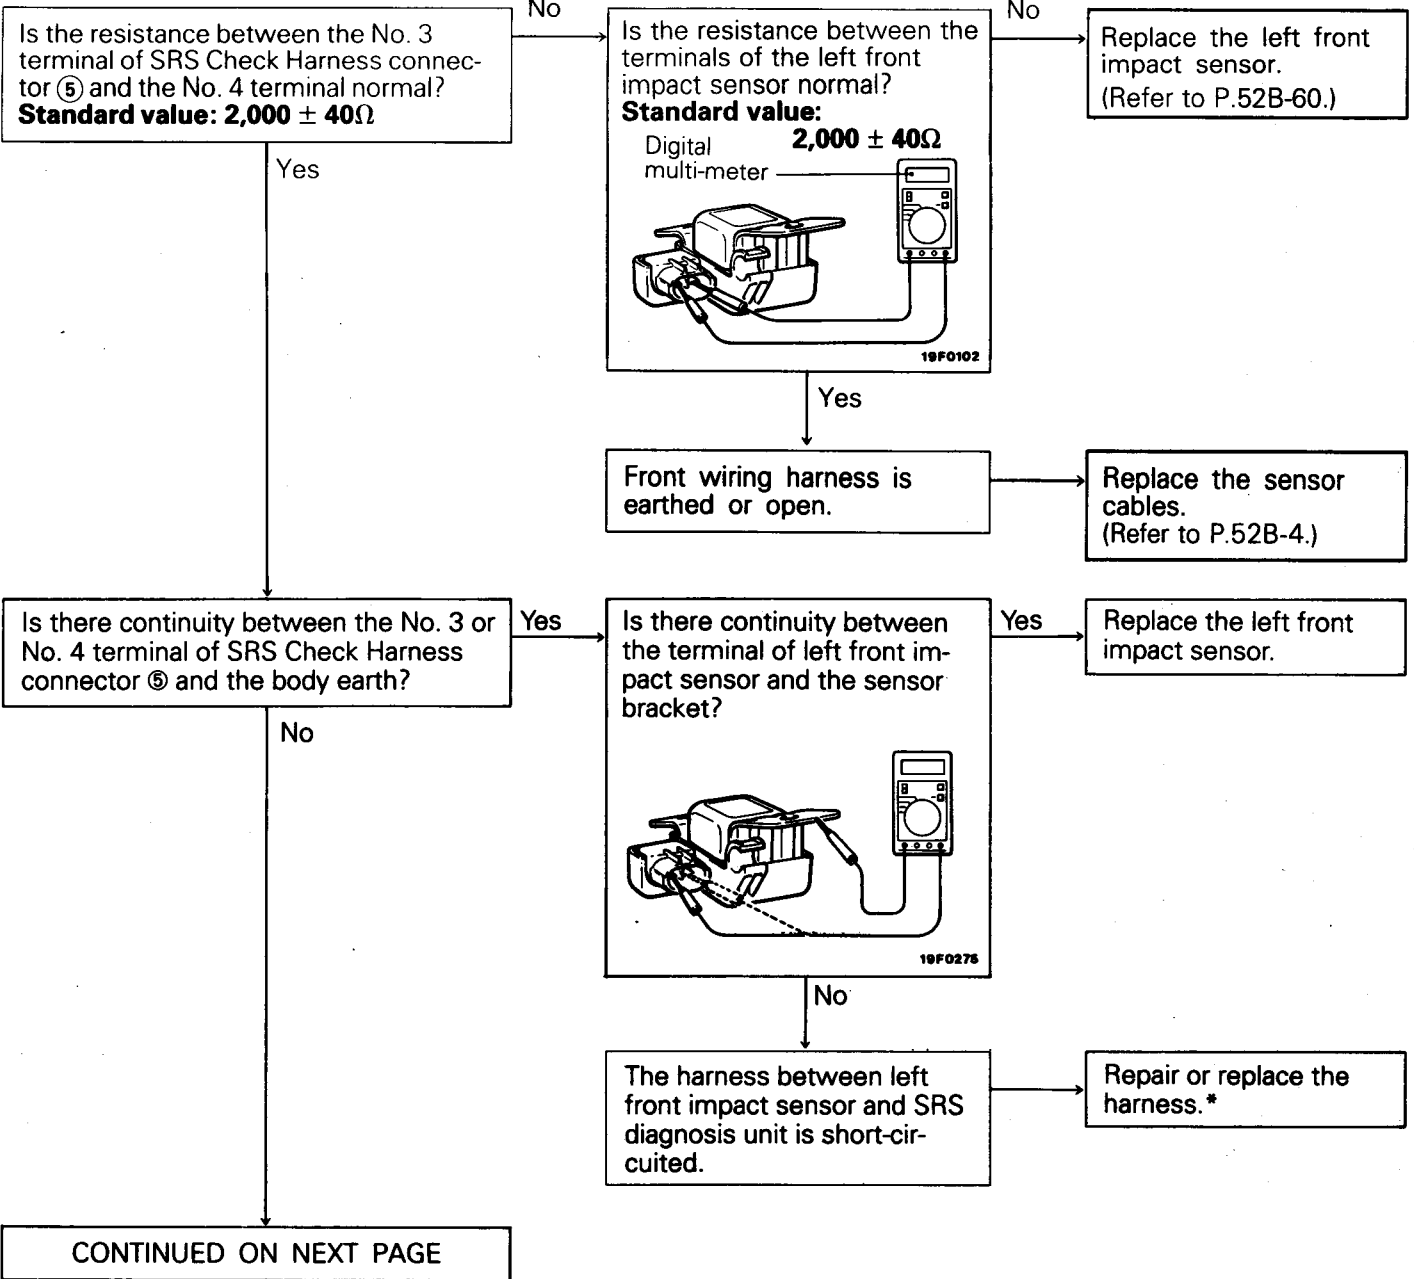 Is the resistance between the No. 3
terminal of SRS Check Harness connec-
tor ⑤ and the No. 4 terminal normal?
Standard value: 2,000 ± 40Ω
No
Is the resistance between the
terminals of the left front
impact sensor normal?
Standard value:
2,000 ± 40Ω
Digital
multi-meter
19F0102
No
Replace the left front
impact sensor.
(Refer to P.52B-60.)
Yes
Yes
Front wiring harness is
earthed or open.
Replace the sensor
cables.
(Refer to P.52B-4.)
Is there continuity between the No. 3 or
No. 4 terminal of SRS Check Harness
connector ⑤ and the body earth?
Yes
Is there continuity between
the terminal of left front im-
pact sensor and the sensor
bracket?
19F0275
Yes
Replace the left front
impact sensor.
No
No
The harness between left
front impact sensor and SRS
diagnosis unit is short-cir-
cuited.
Repair or replace the
harness.*
CONTINUED ON NEXT PAGE